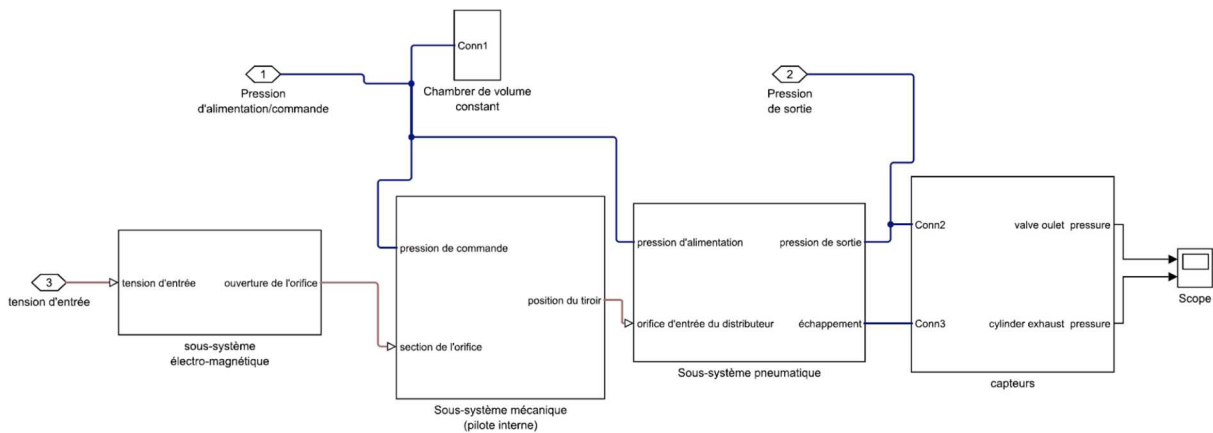 Conn1
1
Pression
d'alimentation/commande
Chambrer de volume
constant
2
Pression
de sortie
3
tension d'entrée
tension d'entrée
ouverture de l'orifice
sous-système
électro-magnétique
pression de commande
position du tiroir
section de l'orifice
Sous-système mécanique
(pilote interne)
pression d'alimentation
pression de sortie
orifice d'entrée du distributeur
échappement
Sous-système pneumatique
Conn2
valve oulet pressure
Conn3
cylinder exhaust pressure
capteurs
Scope